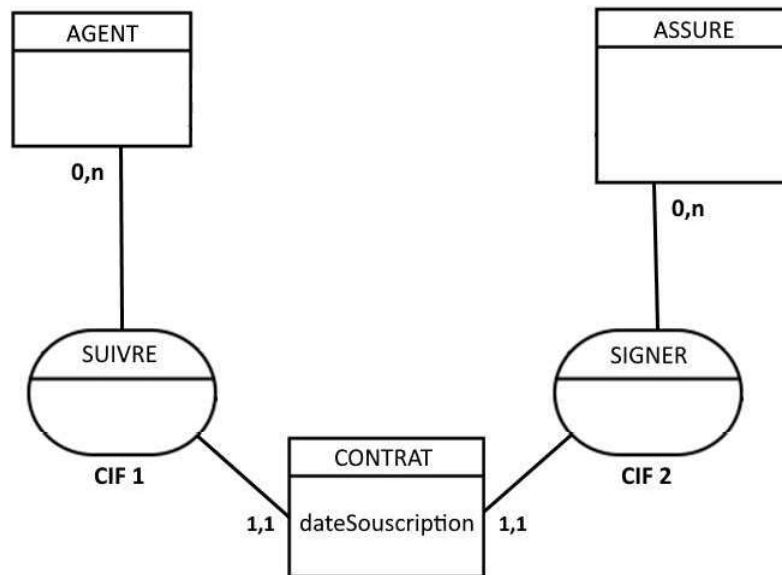 AGENT
ASSURE
0,n
0,n
SUIVRE
SIGNER
CIF 1
CIF 2
CONTRAT
1,1
dateSouscription
1,1